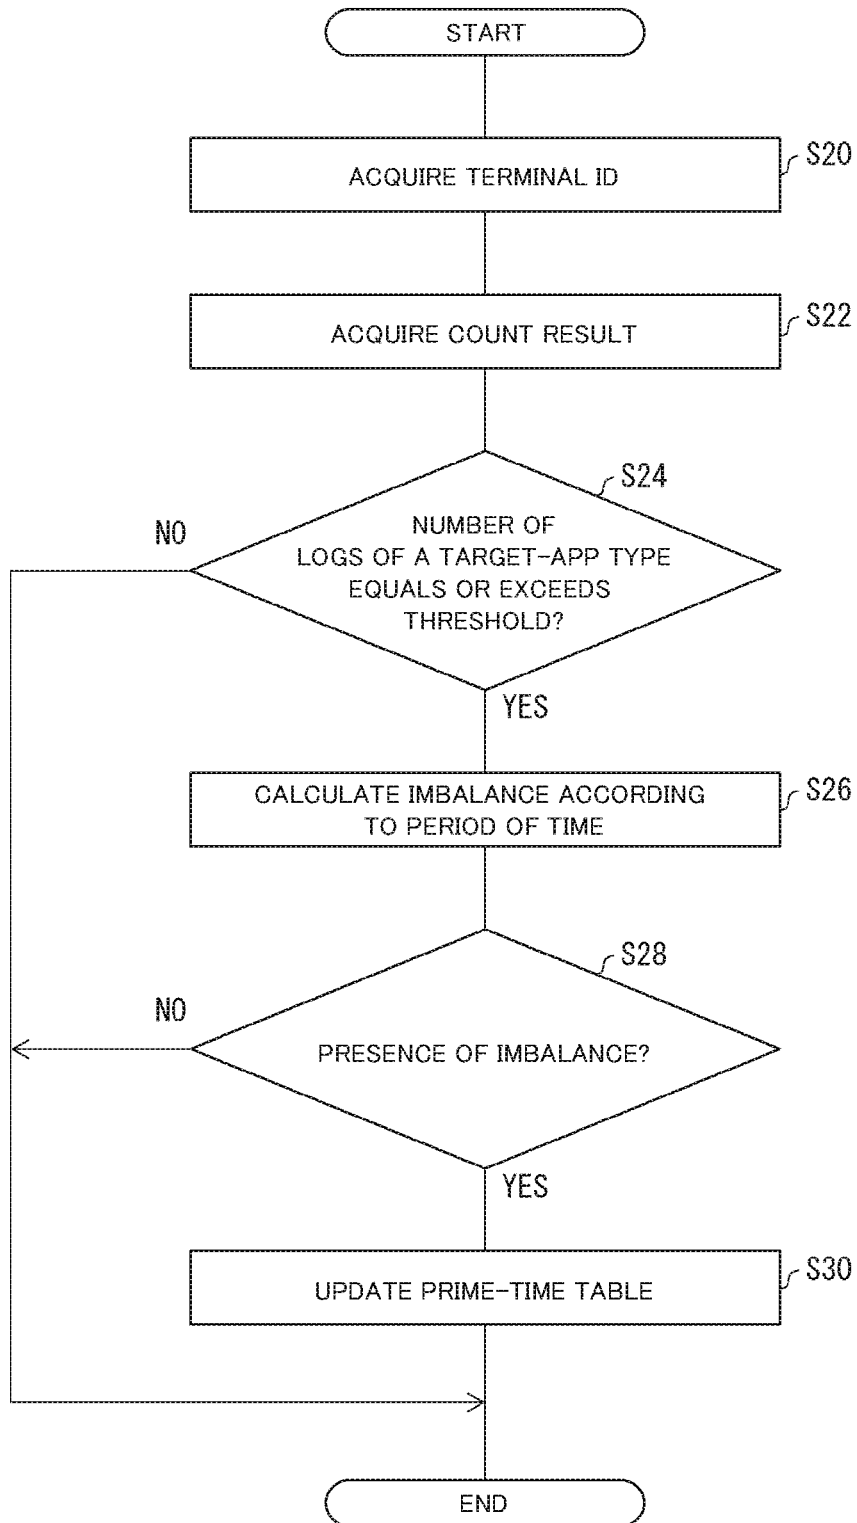 START
ACQUIRE TERMINAL ID
S20
ACQUIRE COUNT RESULT
S22
S24
NO
NUMBER OF
LOGS OF A TARGET-APP TYPE
EQUALS OR EXCEEDS
THRESHOLD?
YES
CALCULATE IMBALANCE ACCORDING
TO PERIOD OF TIME
S26
S28
NO
PRESENCE OF IMBALANCE?
YES
UPDATE PRIME-TIME TABLE
S30
END